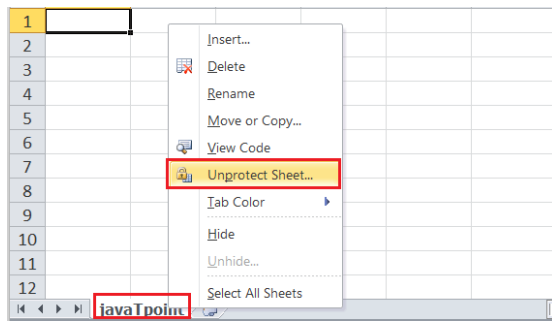 1
2
3
4
5
6
7
8
9
10
11
12
Insert...
Delete
Rename
Move or Copy...
View Code
Unprotect Sheet...
Tab Color
Hide
Unhide...
Select All Sheets
javaTpoint